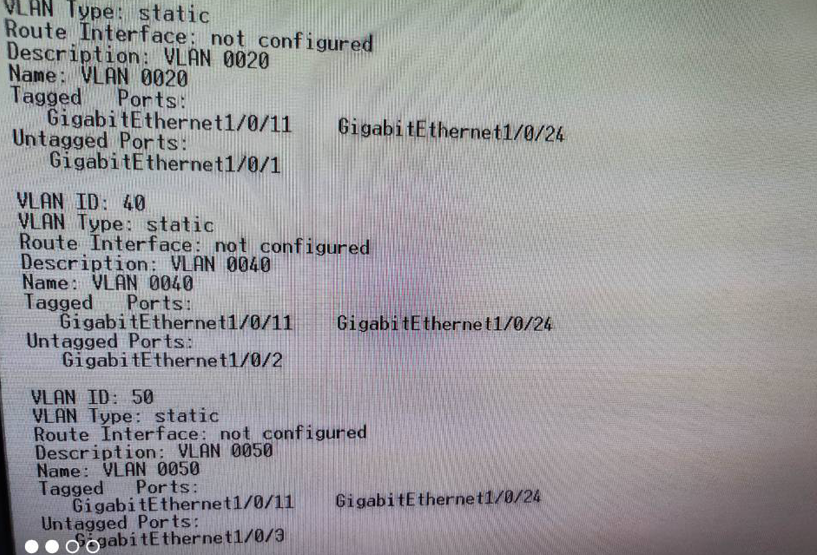 VLAN Type: static
Route Interface: not configured
Description: VLAN 0020
Name: VLAN 0020
Tagged Ports:
GigabitEthernet1/0/11 GigabitEthernet1/0/24
Untagged Ports:
GigabitEthernet1/0/1
VLAN ID: 40
VLAN Type: static
Route Interface: not configured
Description: VLAN 0040
Name: VLAN 0040
Tagged Ports:
GigabitEthernet1/0/11 GigabitEthernet1/0/24
Untagged Ports:
GigabitEthernet1/0/2
VLAN ID: 50
VLAN Type: static
Route Interface: not configured
Description: VLAN 0050
Name: VLAN 0050
Tagged Ports:
GigabitEthernet1/0/11 GigabitEthernet1/0/24
Untagged Ports:
GigabitEthernet1/0/3